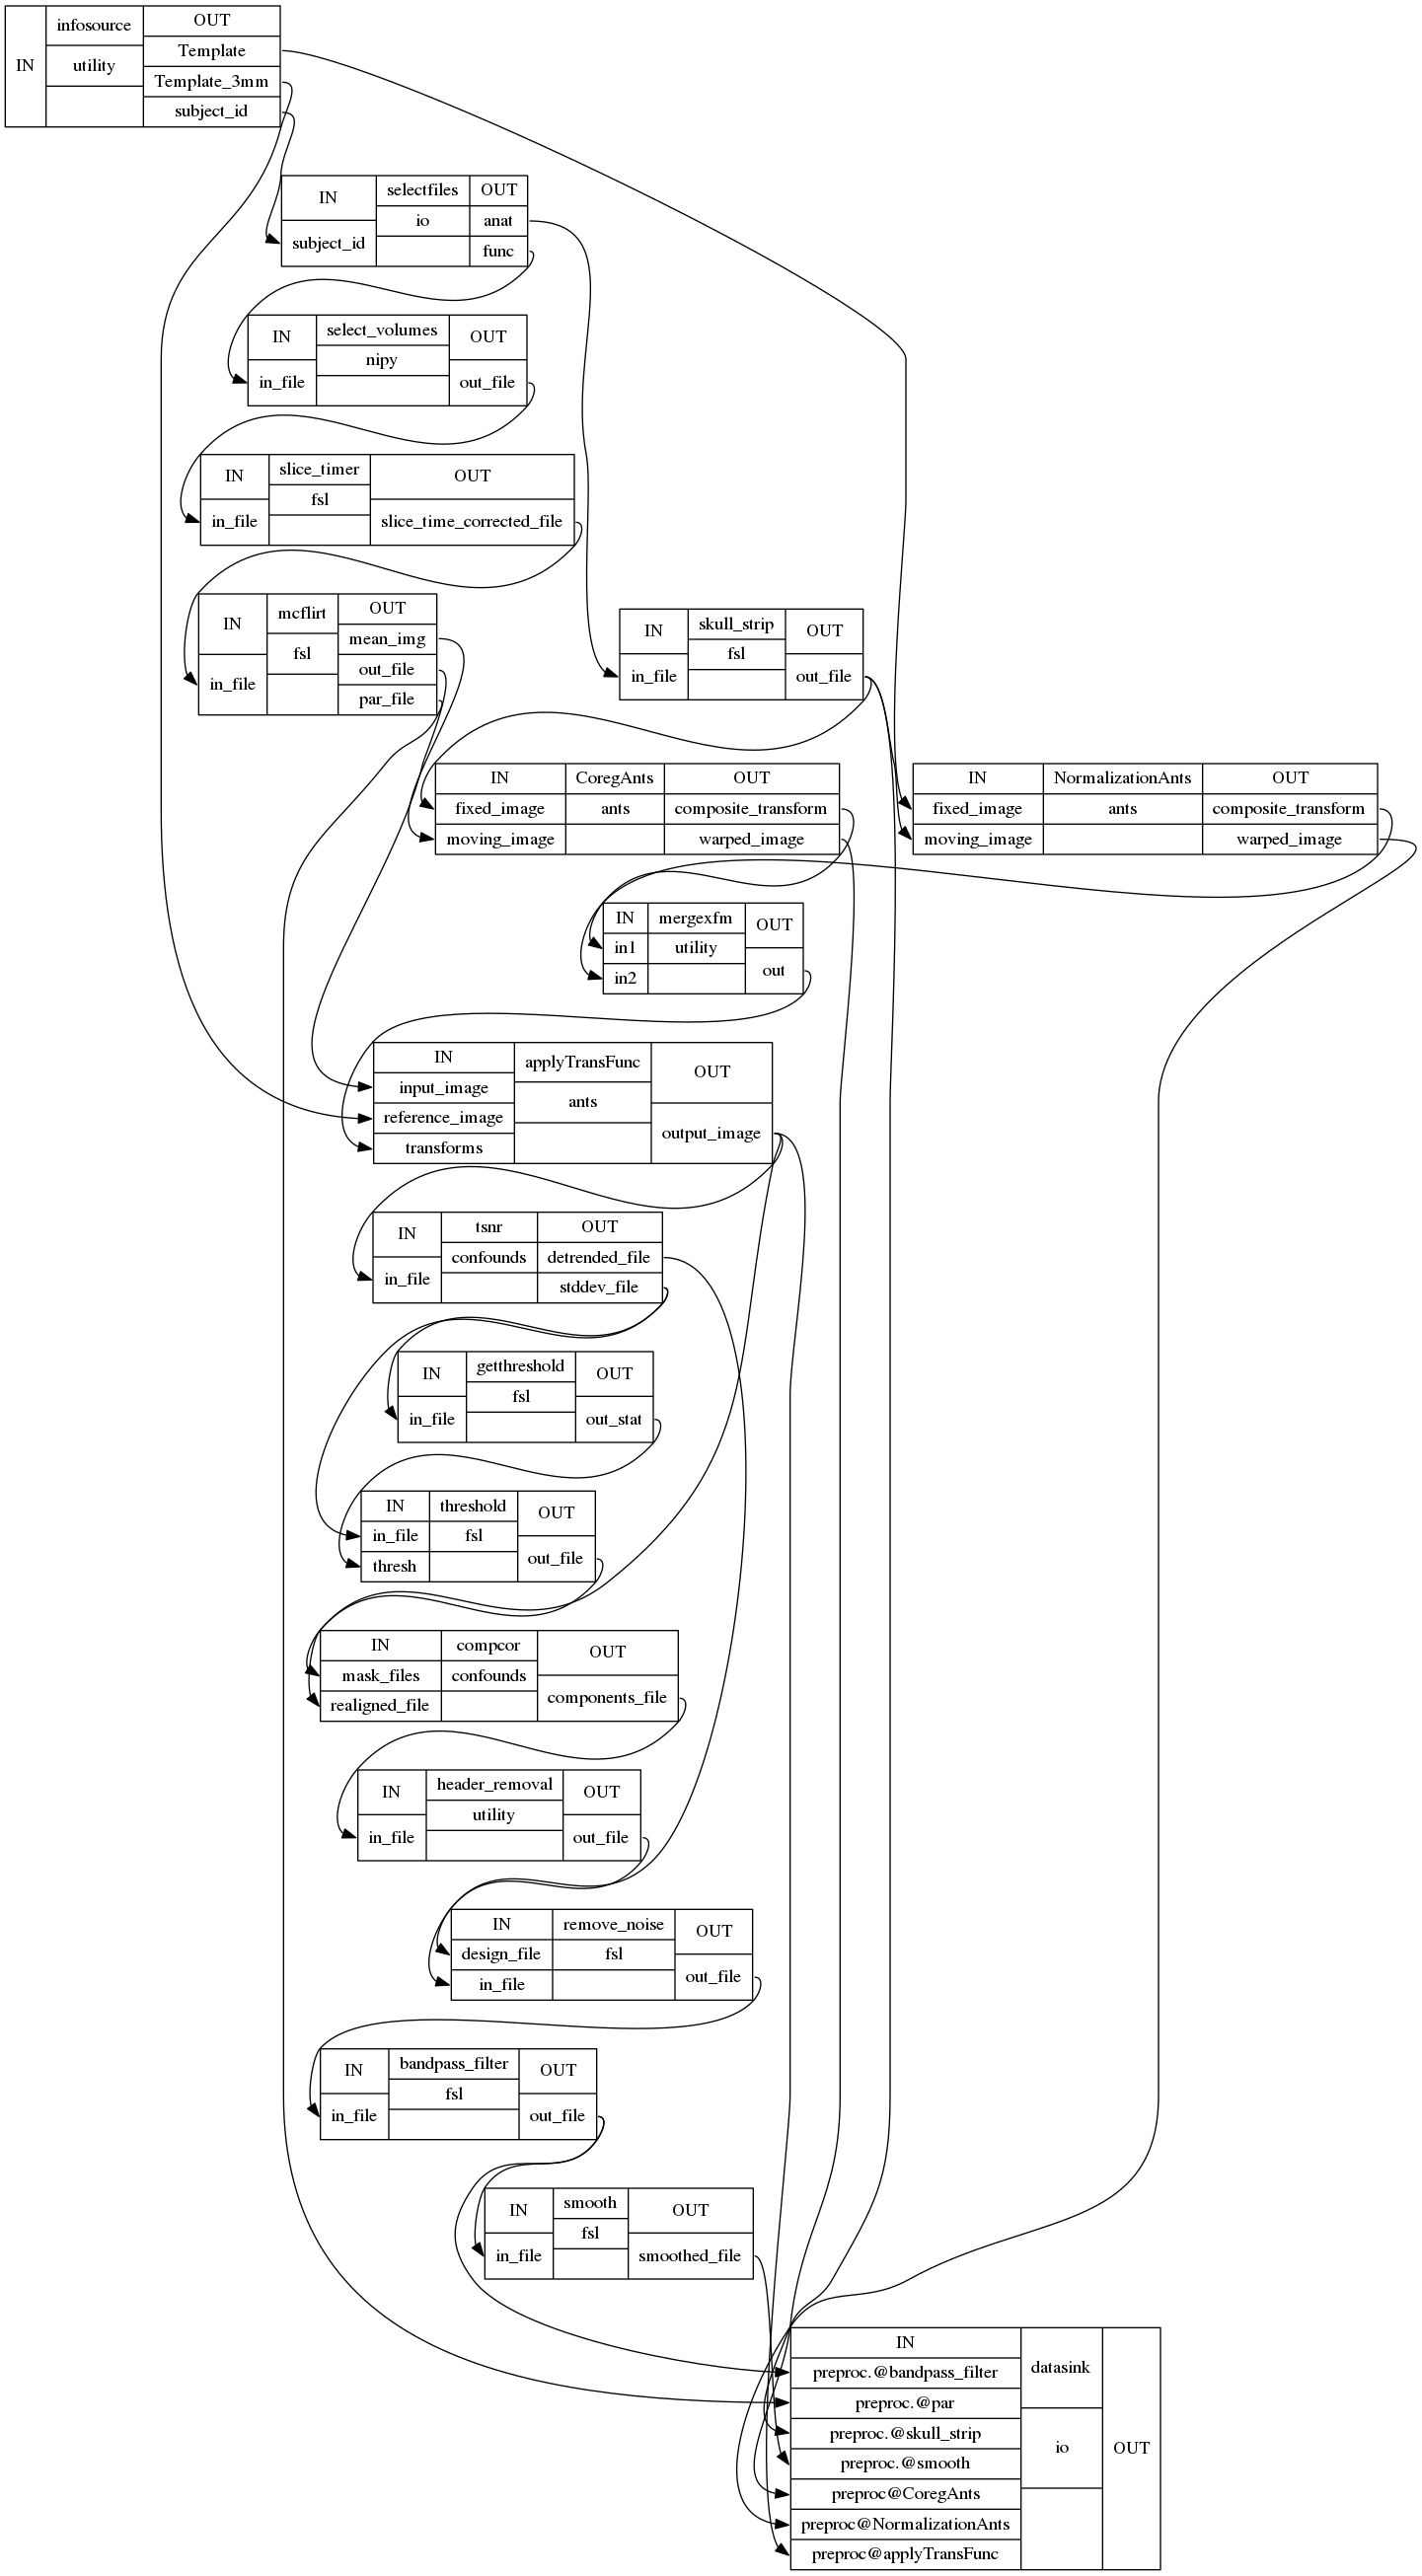 IN
infosource
utility
OUT
Template
Template_3mm
subject_id
IN
subject_id
selectfiles
io
OUT
anat
func
IN
in_file
select_volumes
nipy
OUT
out_file
IN
in_file
slice_timer
fsl
OUT
slice_time_corrected_file
IN
in_file
mcflirt
fsl
OUT
mean_img
out_file
par_file
IN
in_file
skull_strip
fsl
OUT
out_file
IN
fixed_image
moving_image
CoregAnts
ants
OUT
composite_transform
warped_image
IN
fixed_image
moving_image
NormalizationAnts
ants
OUT
composite_transform
warped_image
IN
in1
in2
mergexfm
utility
OUT
out
IN
input_image
reference_image
transforms
applyTransFunc
ants
OUT
output_image
IN
in_file
tsnr
confounds
OUT
detrended_file
stddev_file
IN
in_file
getthreshold
fsl
OUT
out_stat
IN
in_file
thresh
threshold
fsl
OUT
out_file
IN
mask_files
realigned_file
compcor
confounds
OUT
components_file
IN
in_file
header_removal
utility
OUT
out_file
IN
design_file
in_file
remove_noise
fsl
OUT
out_file
IN
in_file
bandpass_filter
fsl
OUT
out_file
IN
in_file
smooth
fsl
OUT
smoothed_file
IN
preproc.@bandpass_filter
preproc.@par
preproc.@skull_strip
preproc.@smooth
preproc@CoregAnts
preproc@NormalizationAnts
preproc@applyTransFunc
datasink
io
OUT